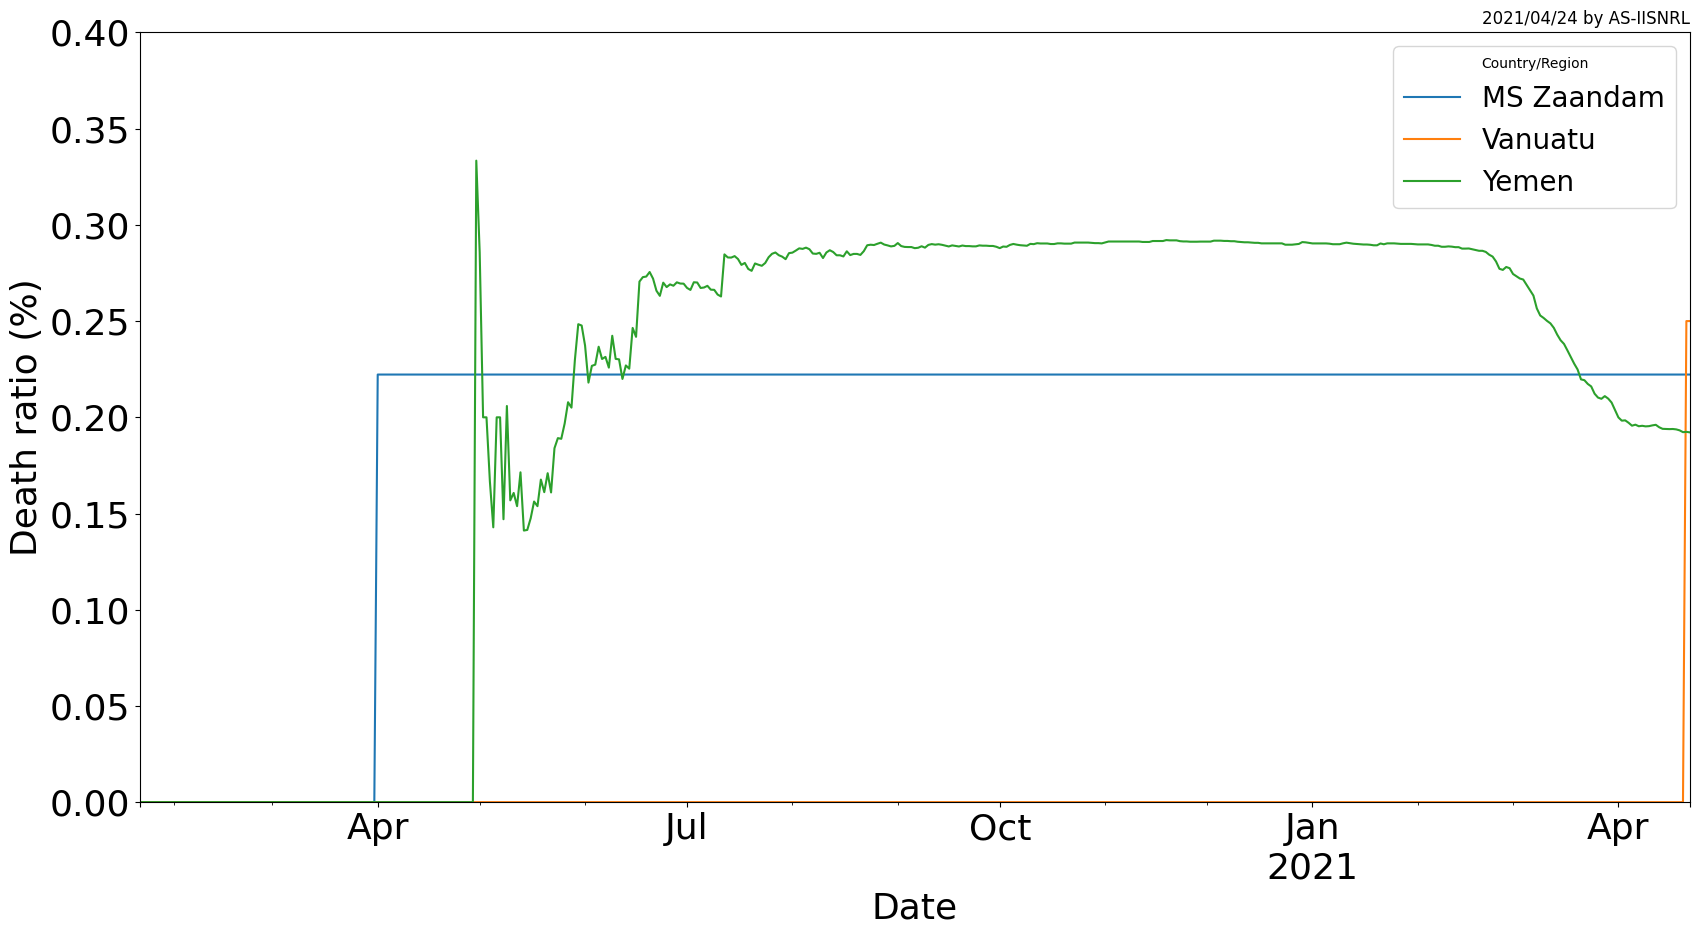 2021/04/24 by AS-IISNRL
Country/Region
MS Zaandam
Vanuatu
Yemen
Death ratio (%)
0.40
0.35
0.30
0.25
0.20
0.15
0.10
0.05
0.00
Apr
Jul
Oct
Jan
2021
Apr
Date